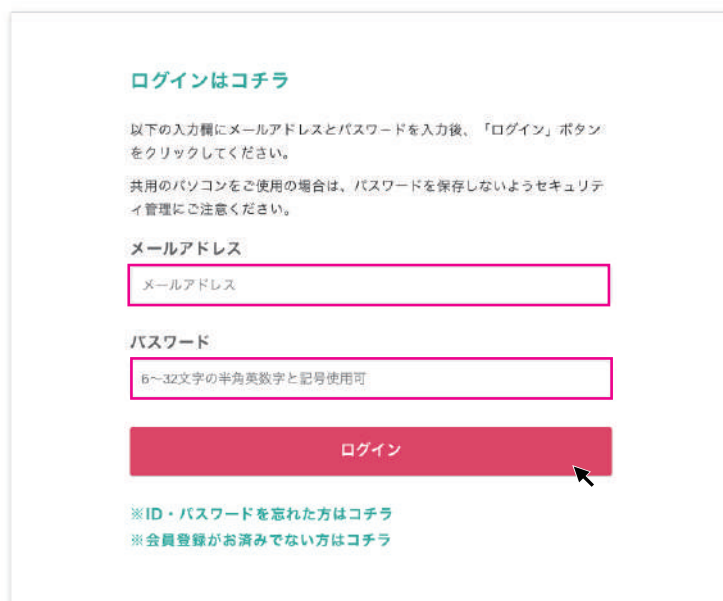 ログインはコチラ
以下の入力欄にメールアドレスとパスワードを入力後、「ログイン」ボタン
をクリックしてください。
共用のパソコンをご使用の場合は、パスワードを保存しないようセキュリテ
ィ管理にご注意ください。
メールアドレス
メールアドレス
パスワード
6〜32文字の半角英数字と記号使用可
ログイン
※ID・パスワードを忘れた方はコチラ
※会員登録がお済みでない方はコチラ